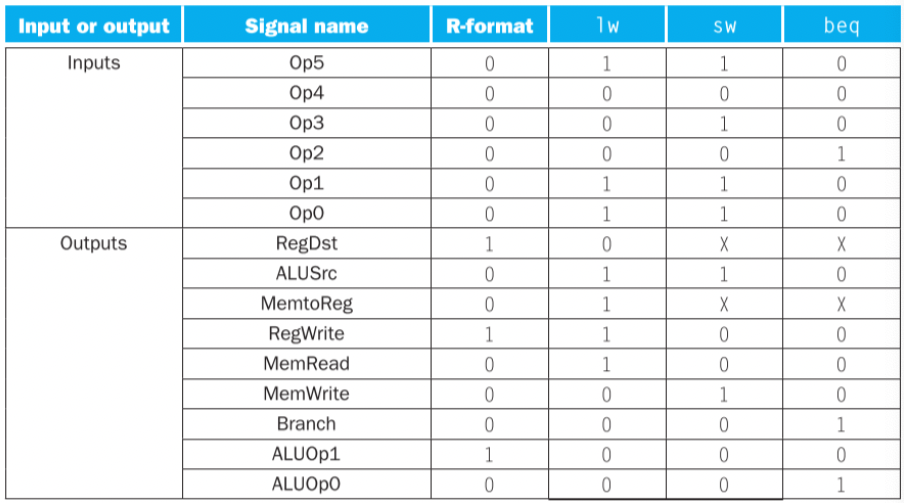 Input or output Signal name R-format lw sw beq
Inputs Op5 0 1 1 0
Op4 0 0 0 0
Op3 0 0 1 0
Op2 0 0 0 1
Op1 0 1 1 0
Op0 0 1 1 0
Outputs RegDst 1 0 X X
ALUSrc 0 1 1 0
MemtoReg 0 1 X X
RegWrite 1 1 0 0
MemRead 0 1 0 0
MemWrite 0 0 1 0
Branch 0 0 0 1
ALUOp1 1 0 0 0
ALUOp0 0 0 0 1